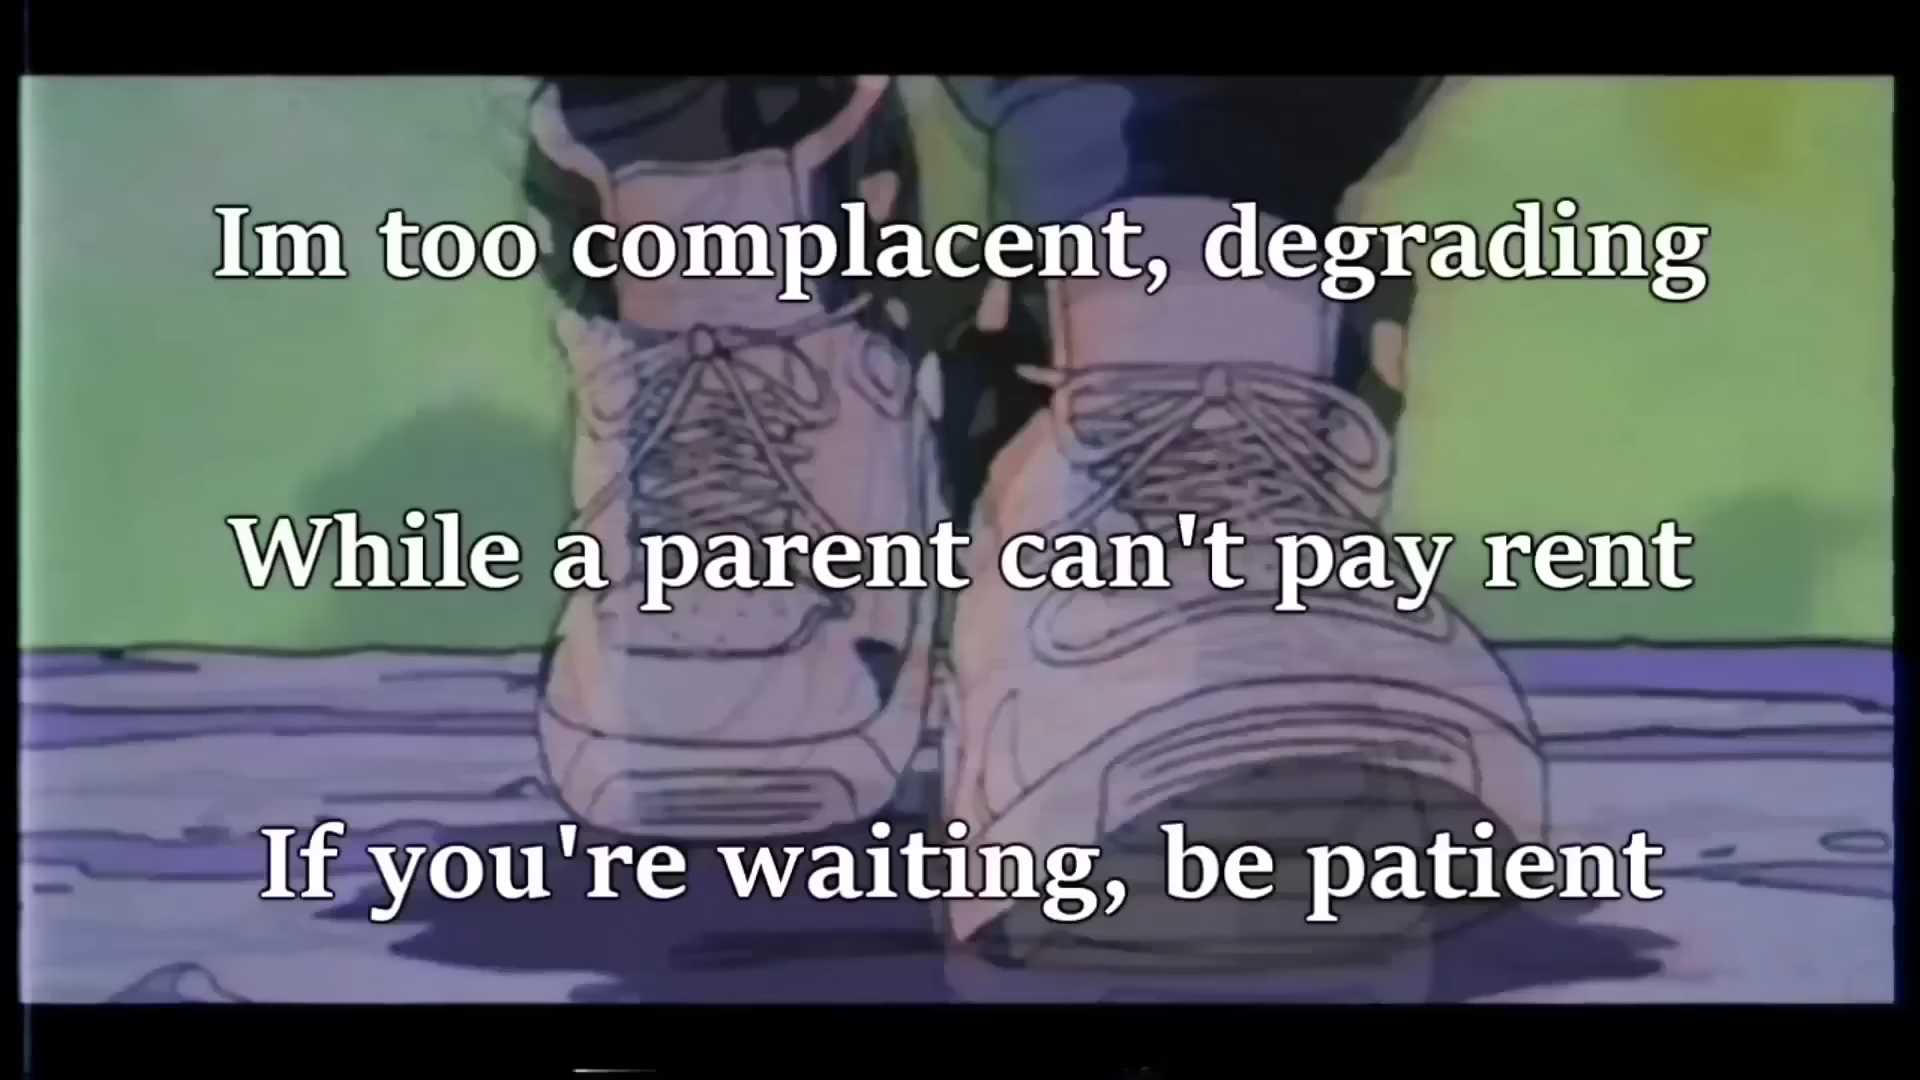 Im too complacent, degrading
While a parent can't pay rent
If you're waiting, be patient